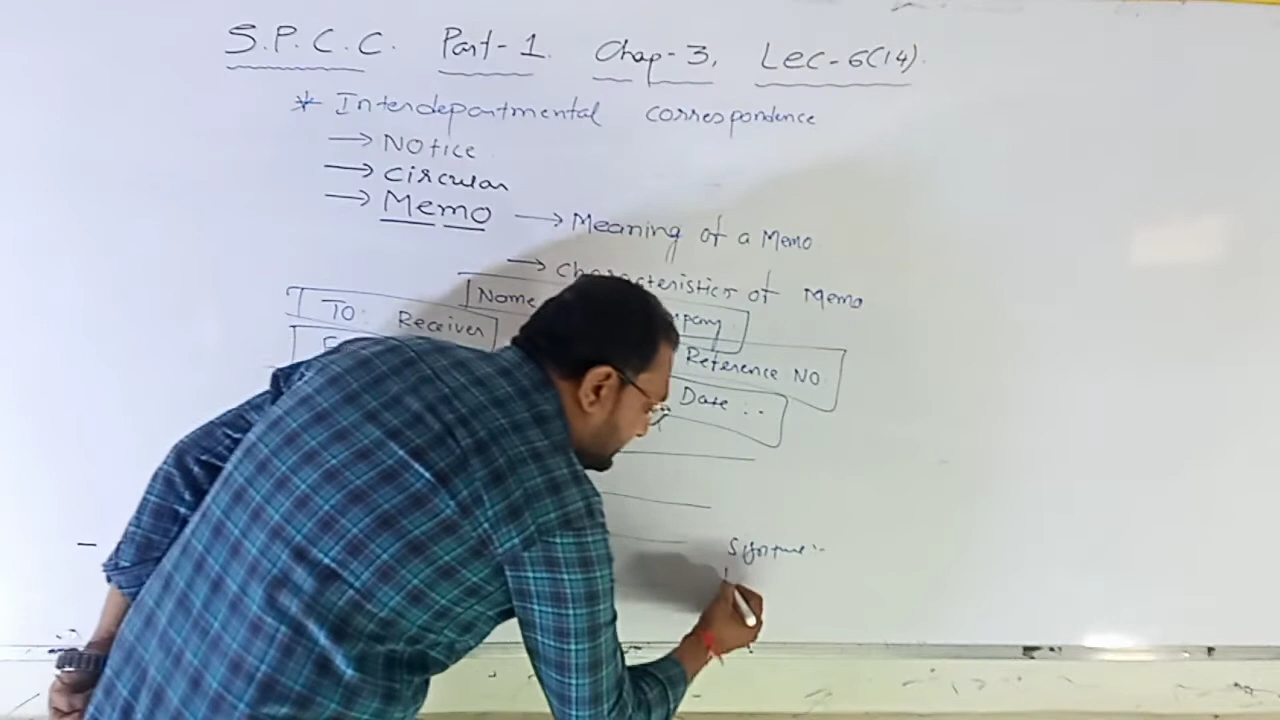 S.P.C.C. Part-1. Chap-3, Lec-6(14).
* Interdepartmental correspondence
→ Notice
→ circular
→ Memo → Meaning of a Memo
→ characteristics of Memo
Name mpany
To: Receiver
Reference No.
Date :-